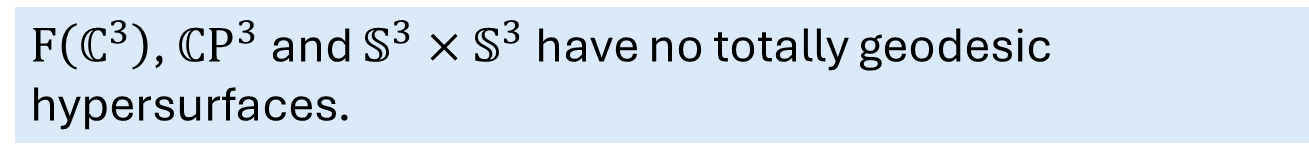 F(ℂ³), ℂP³ and 𝕊³ × 𝕊³ have no totally geodesic
hypersurfaces.